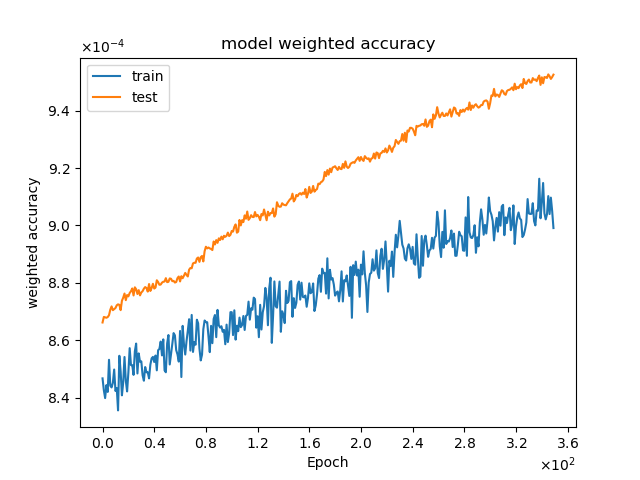 model weighted accuracy
×10⁻⁴
train
test
9.4
9.2
9.0
8.8
8.6
8.4
weighted accuracy
0.0 0.4 0.8 1.2 1.6 2.0 2.4 2.8 3.2 3.6
Epoch
×10²